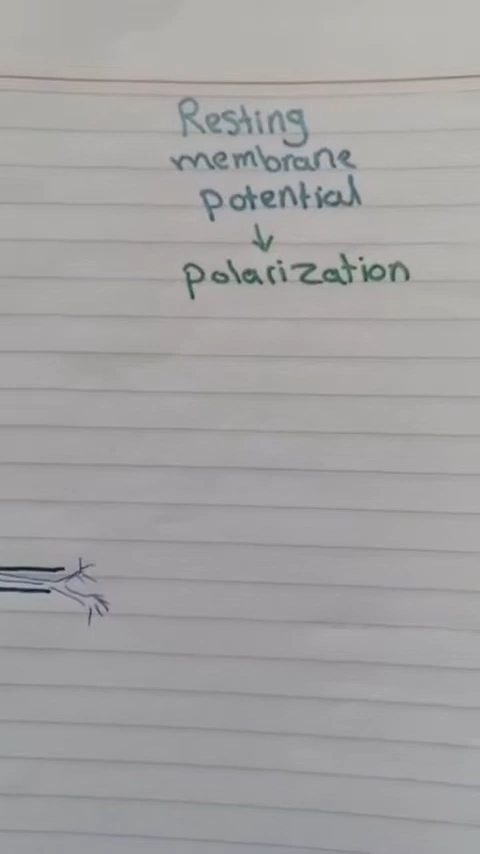 Resting
membrane
potential
↓
polarization